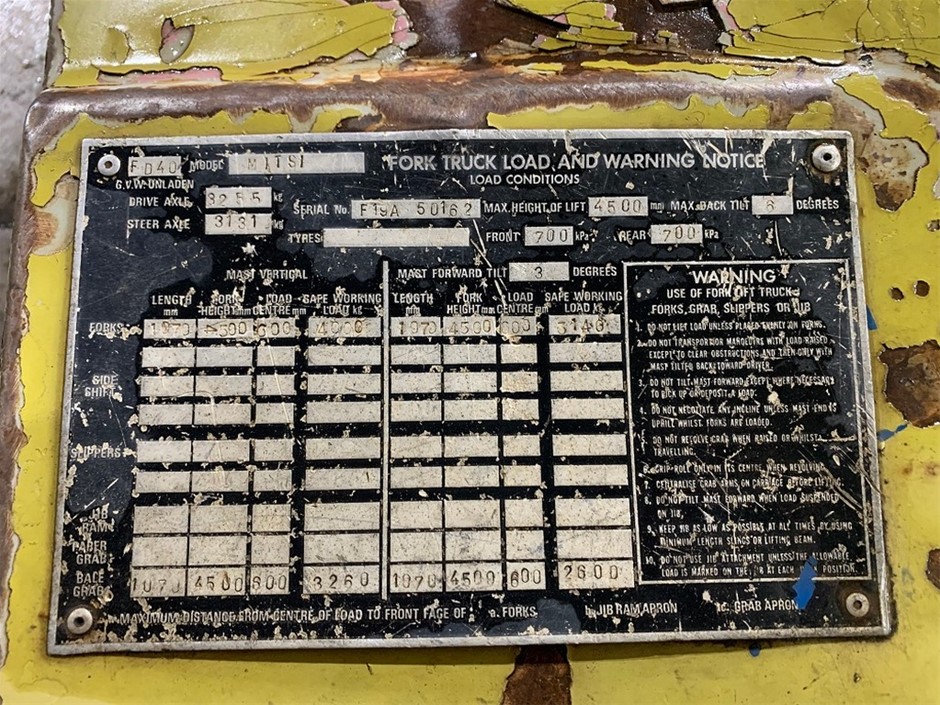 FD40 MODEL MITSI FORK TRUCK LOAD AND WARNING NOTICE
G.V.W UNLADEN LOAD CONDITIONS
DRIVE AXLE 3255 kg SERIAL No. F19A 50162 MAX. HEIGHT OF LIFT 4500 mm MAX. BACK TILT 6 DEGREES
STEER AXLE 3131 kg TYRES FRONT 700 kPa REAR 700 kPa
MAST VERTICAL MAST FORWARD TILT 3 DEGREES
LENGTH mm FORK HEIGHT mm LOAD CENTRE mm SAFE WORKING LOAD kg LENGTH mm FORK HEIGHT mm LOAD CENTRE mm SAFE WORKING LOAD kg
FORKS 1070 4500 600 4000 1070 4500 600 3146
SIDE SHIFT
SLIPPERS
JIB RAM
PAPER GRAB
BALE GRAB 1070 4500 600 3260 1070 4500 600 2600
WARNING
USE OF FORK LIFT TRUCK
FORKS, GRAB, SLIPPERS OR JIB
1. DO NOT LIFT LOAD UNLESS PLACED EVENLY ON FORKS.
2. DO NOT TRANSPORT OR MANOEUVRE WITH LOAD RAISED
EXCEPT TO CLEAR OBSTRUCTIONS AND THEN ONLY WITH
MAST TILTED BACK TOWARD DRIVER.
3. DO NOT TILT MAST FORWARD EXCEPT WHERE NECESSARY
TO PICK UP OR DEPOSIT A LOAD.
4. DO NOT NEGOTIATE ANY INCLINE UNLESS MAST END IS
UPHILL WHILST FORKS ARE LOADED.
5. DO NOT REVOLVE GRAB WHEN RAISED OR WHILST
TRAVELLING.
6. GRIP ROLL ONLY IN ITS CENTRE WHEN REVOLVING.
7. CENTRALISE GRAB ARMS ON CARRIAGE BEFORE LIFTING.
8. DO NOT TILT MAST FORWARD WHEN LOAD SUSPENDED
ON JIB.
9. KEEP JIB AS LOW AS POSSIBLE AT ALL TIMES BY USING
MINIMUM LENGTH SLINGS OR LIFTING BEAM.
10. DO NOT USE JIB ATTACHMENT UNLESS THE ALLOWABLE
LOAD IS MARKED ON THE JIB AT EACH POSITION.
MAXIMUM DISTANCE FROM CENTRE OF LOAD TO FRONT FACE OF : a. FORKS b. JIB RAM APRON c. GRAB APRON